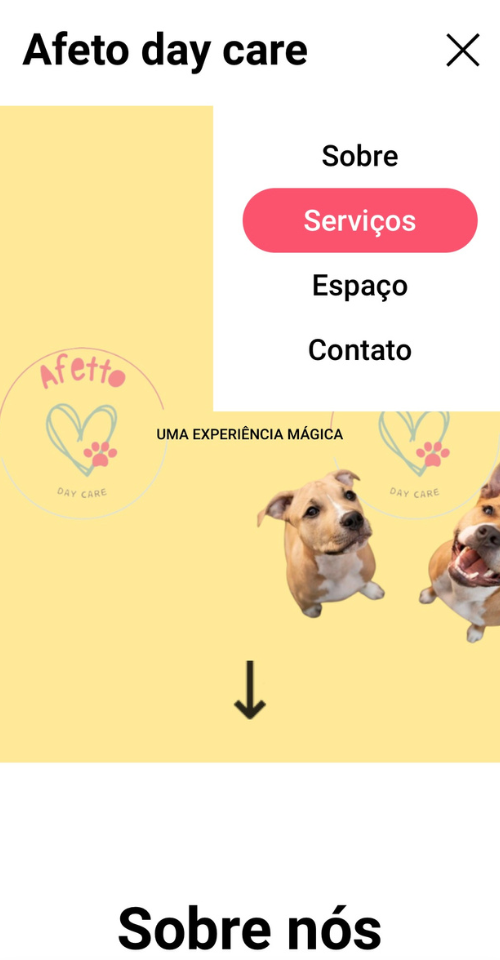 Afeto day care
Sobre
Serviços
Espaço
Contato
Afetto
DAY CARE
UMA EXPERIÊNCIA MÁGICA
DAY CARE
Sobre nós